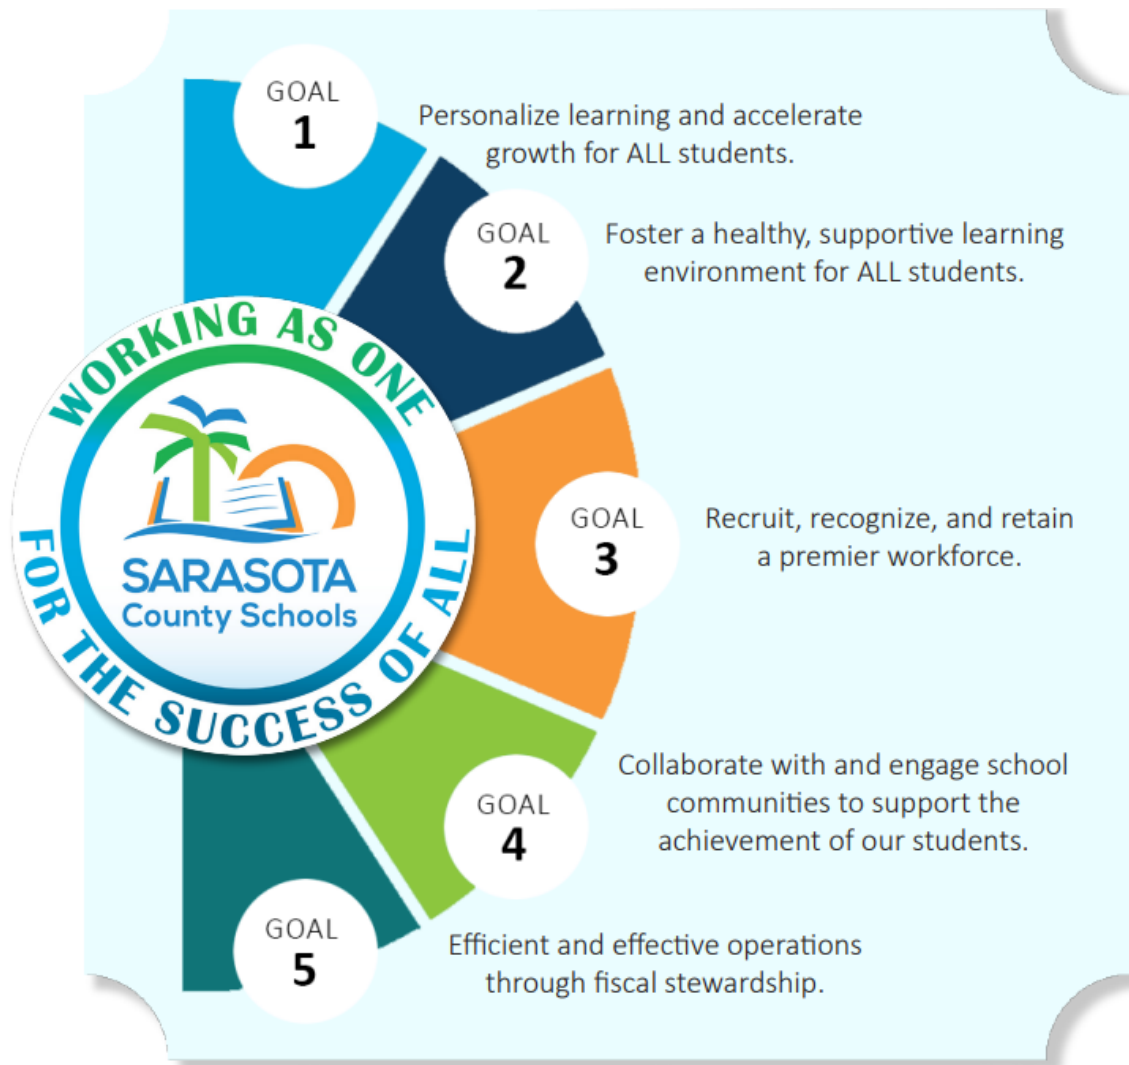 GOAL
1
Personalize learning and accelerate
growth for ALL students.
GOAL
2
Foster a healthy, supportive learning
environment for ALL students.
WORKING AS ONE
SARASOTA
County Schools
FOR THE SUCCESS OF ALL
GOAL
3
Recruit, recognize, and retain
a premier workforce.
GOAL
4
Collaborate with and engage school
communities to support the
achievement of our students.
GOAL
5
Efficient and effective operations
through fiscal stewardship.